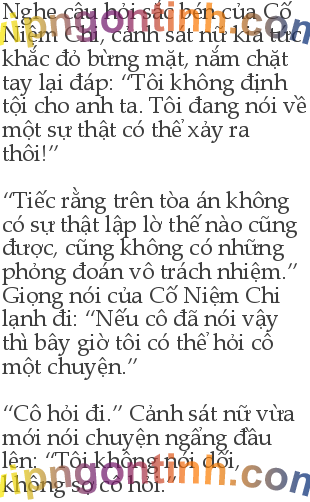 Nghe câu hỏi sắc bén của Cố
Niệm Chi, cảnh sát nữ kia tức
khắc đỏ bừng mặt, nắm chặt
tay lại đáp: “Tôi không định
tội cho anh ta. Tôi đang nói về
một sự thật có thể xảy ra
thôi!”
“Tiếc rằng trên tòa án không
có sự thật lập lờ thế nào cũng
được, cũng không có những
phỏng đoán vô trách nhiệm.”
Giọng nói của Cố Niệm Chi
lạnh đi: “Nếu cô đã nói vậy
thì bây giờ tôi có thể hỏi cô
một chuyện.”
“Cô hỏi đi.” Cảnh sát nữ vừa
mới nói chuyện ngẩng đầu
lên: “Tôi không nói dối,
không sợ cô hỏi.”
vipngontinh.com
vipngontinh.com